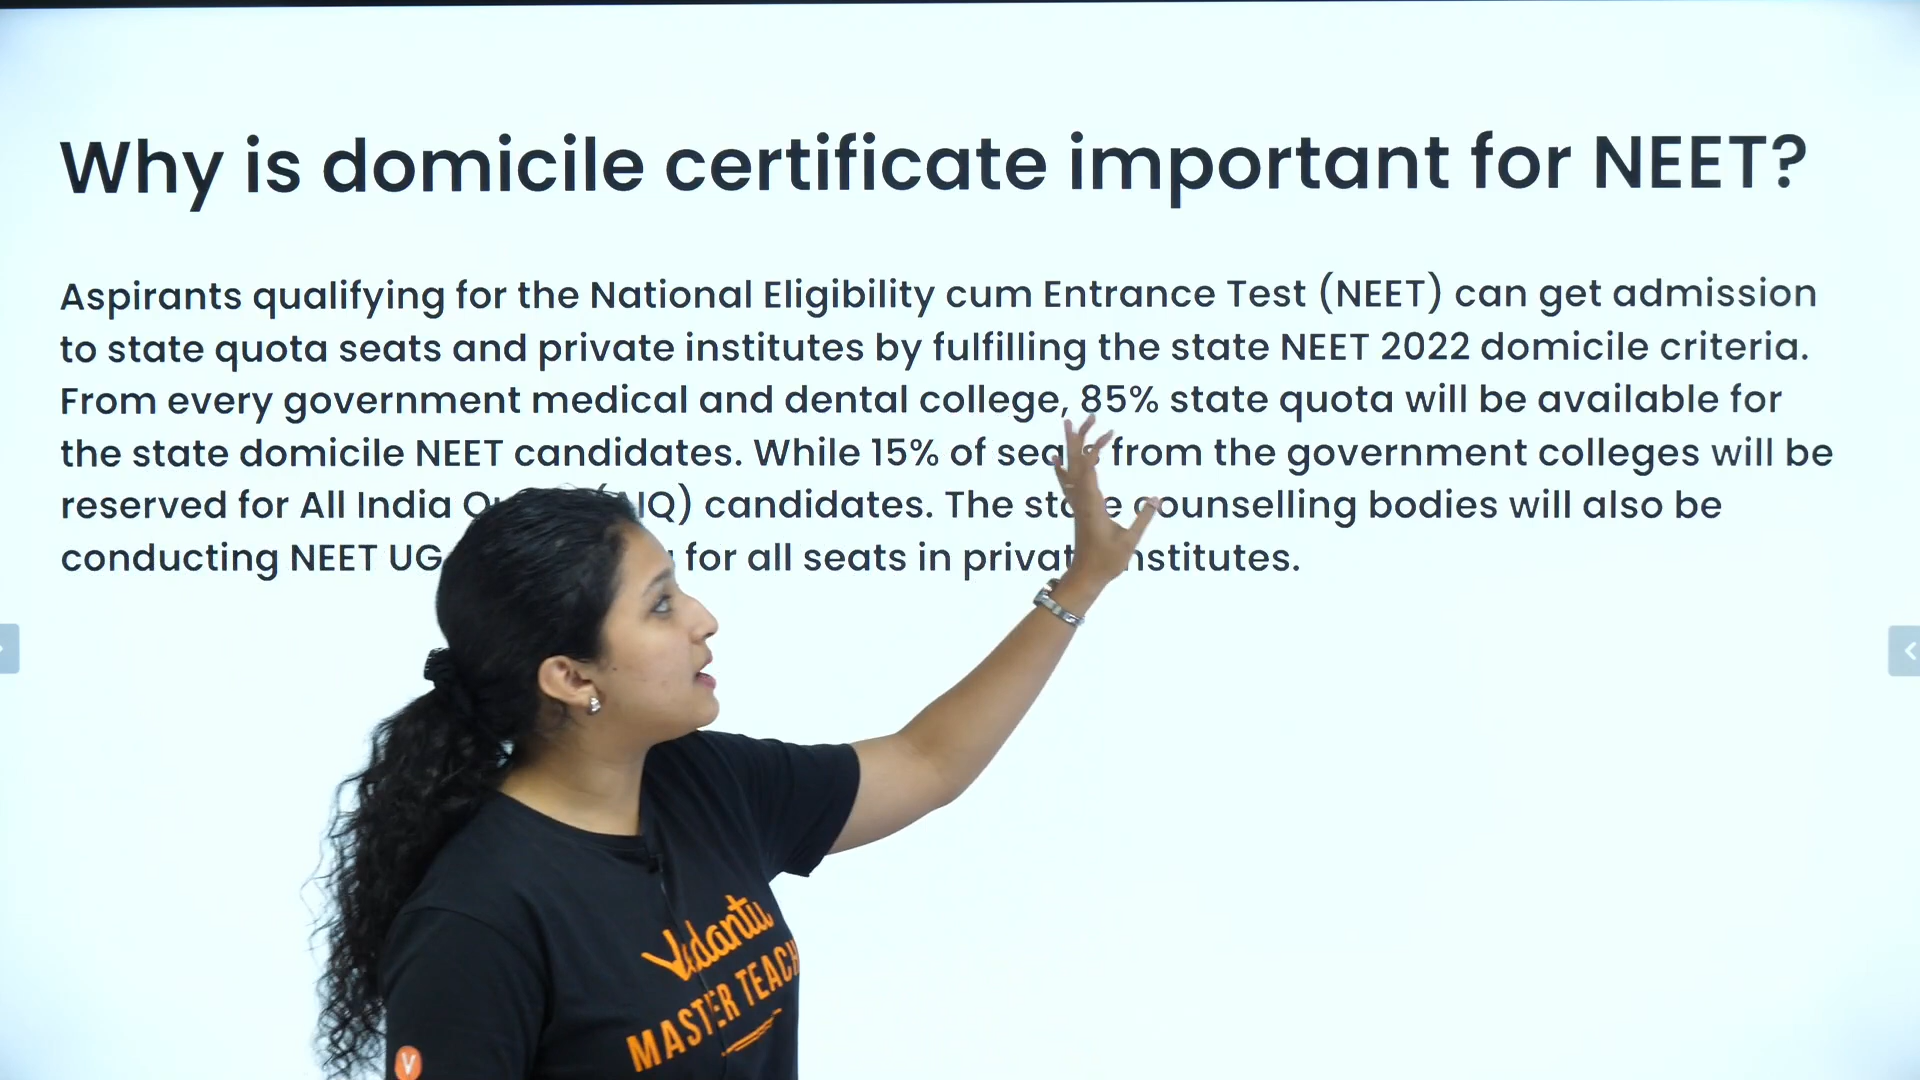 Why is domicile certificate important for NEET?
Aspirants qualifying for the National Eligibility cum Entrance Test (NEET) can get admission
to state quota seats and private institutes by fulfilling the state NEET 2022 domicile criteria.
From every government medical and dental college, 85% state quota will be available for
the state domicile NEET candidates. While 15% of from the government colleges will be
reserved for All India candidates. The counselling bodies will also be
conducting NEET UG for all seats in institutes.
Vedantu
MASTER TEACH
V